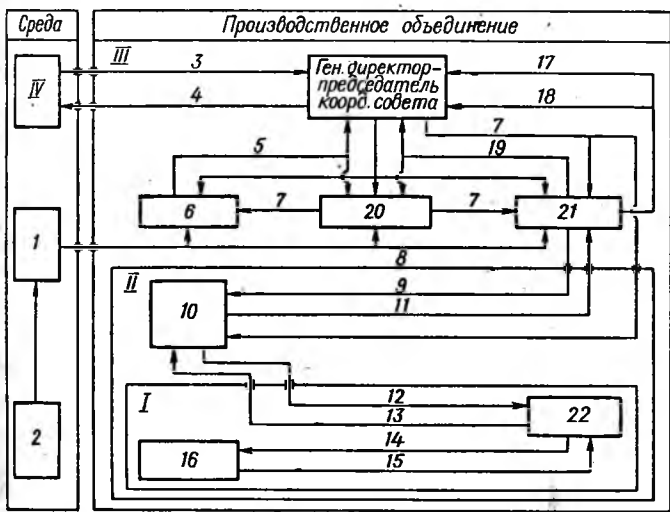 Среда
Производственное объединение
III
3
17
IV
Ген. директор-
председатель
коорд. совета
4
18
7
5
19
6
7
20
7
21
1
8
II
9
10
11
I
12
13
22
14
16
15
2